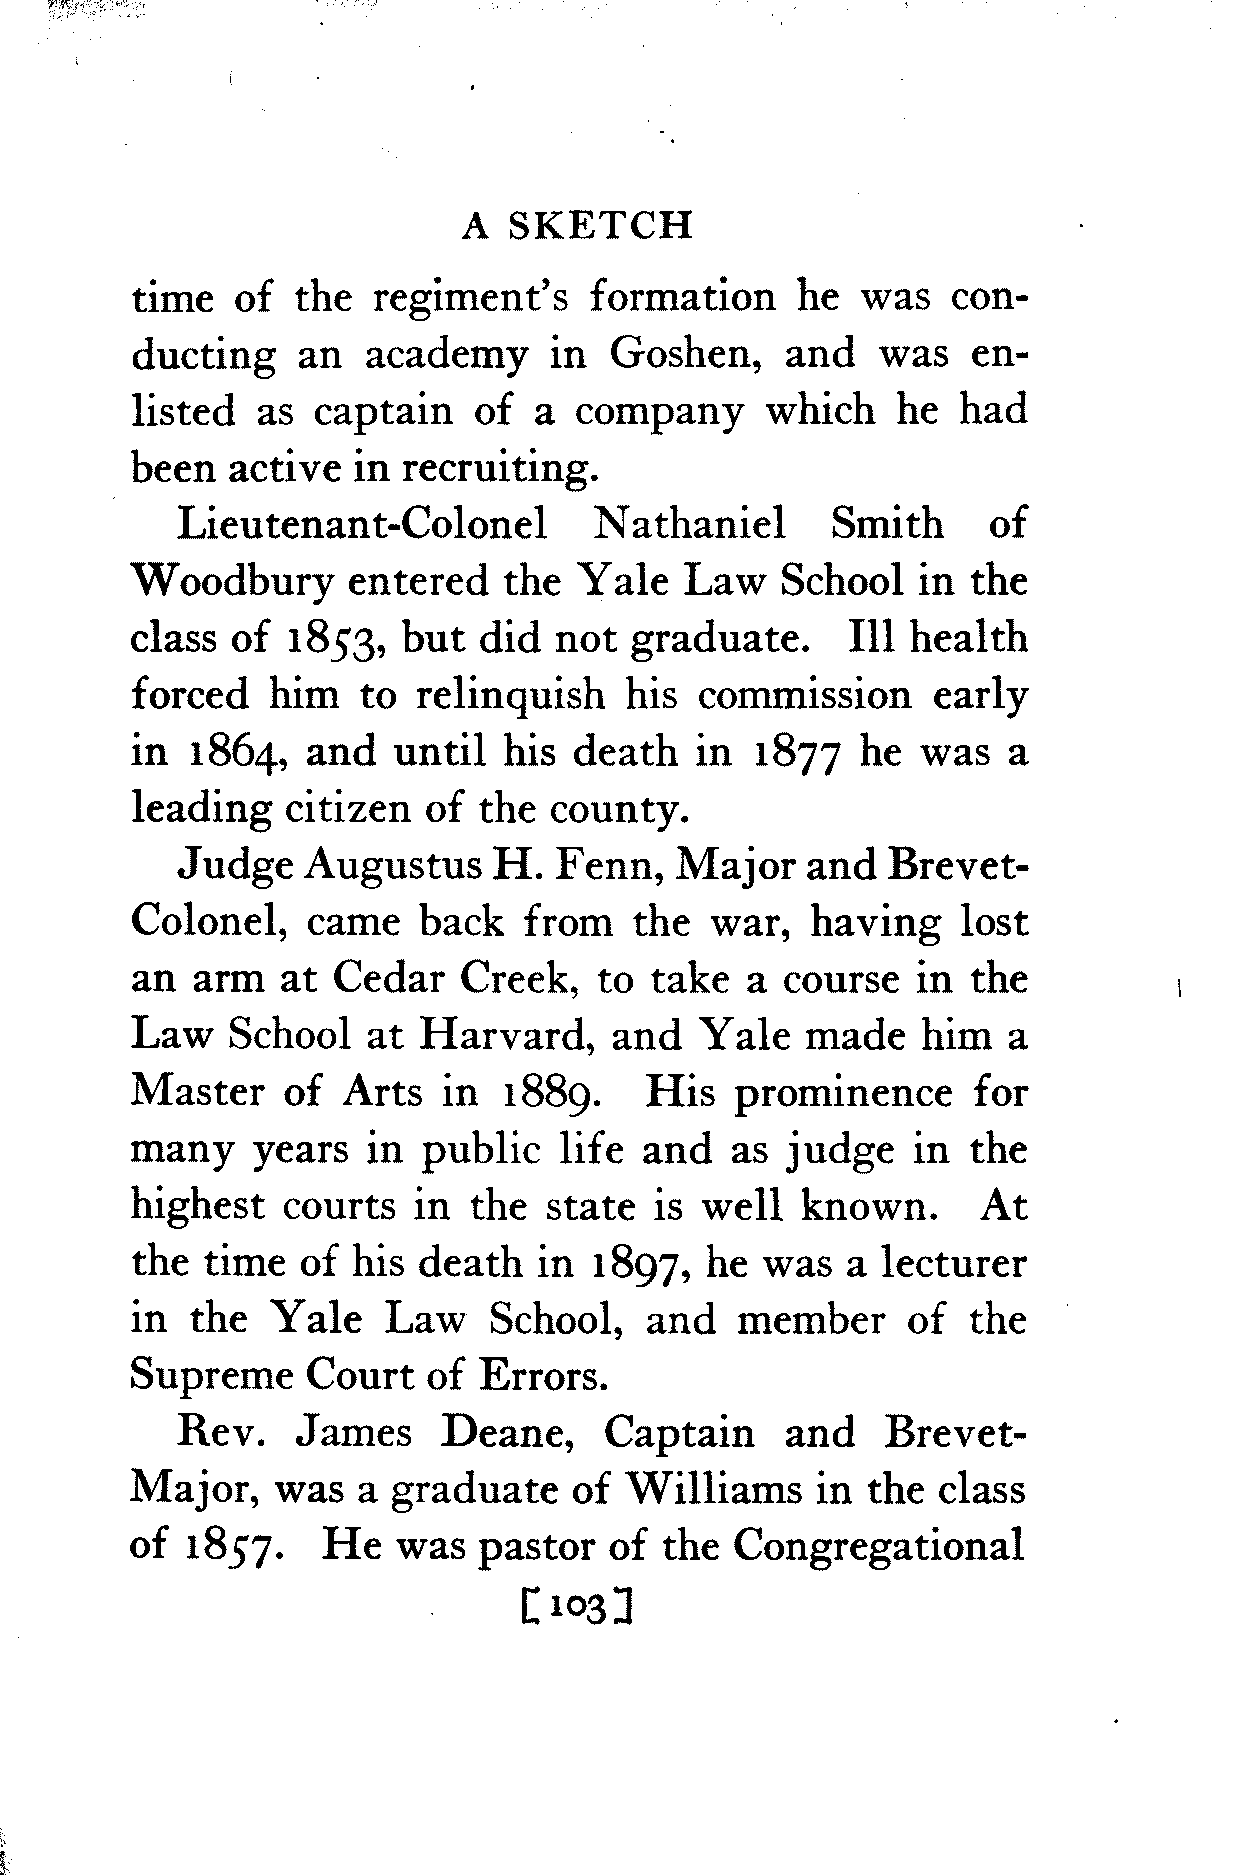 A SKETCH
time of the regiment's formation he was con-
ducting an academy in Goshen, and was en-
listed as captain of a company which he had
been active in recruiting.
Lieutenant-Colonel Nathaniel Smith of
Woodbury entered the Yale Law School in the
class of 1853, but did not graduate. Ill health
forced him to relinquish his commission early
in 1864, and until his death in 1877 he was a
leading citizen of the county.
Judge Augustus H. Fenn, Major and Brevet-
Colonel, came back from the war, having lost
an arm at Cedar Creek, to take a course in the
Law School at Harvard, and Yale made him a
Master of Arts in 1889. His prominence for
many years in public life and as judge in the
highest courts in the state is well known. At
the time of his death in 1897, he was a lecturer
in the Yale Law School, and member of the
Supreme Court of Errors.
Rev. James Deane, Captain and Brevet-
Major, was a graduate of Williams in the class
of 1857. He was pastor of the Congregational
[103]